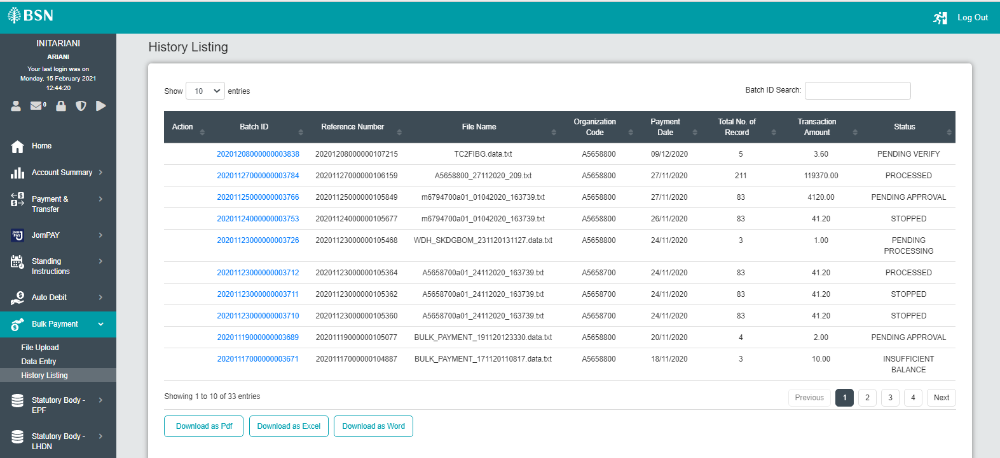 BSN
Log Out
INITARIANI
ARIANI
Your last login was on
Monday, 15 February 2021
12:44:20
0
Home
Account Summary
Payment &
Transfer
JomPAY
Standing
Instructions
Auto Debit
Bulk Payment
File Upload
Data Entry
History Listing
Statutory Body -
EPF
Statutory Body -
LHDN
History Listing
Show 10 entries
Batch ID Search:
Action Batch ID Reference Number File Name Organization Code Payment Date Total No. of Record Transaction Amount Status
20201208000000003838 20201208000000107215 TC2FIBG.data.txt A5658800 09/12/2020 5 3.60 PENDING VERIFY
20201127000000003784 20201127000000106159 A5658800_27112020_209.txt A5658800 27/11/2020 211 119370.00 PROCESSED
20201125000000003766 20201125000000105849 m6794700a01_01042020_163739.txt A5658800 27/11/2020 83 4120.00 PENDING APPROVAL
20201124000000003753 20201124000000105677 m6794700a01_01042020_163739.txt A5658800 26/11/2020 83 41.20 STOPPED
20201123000000003726 20201123000000105468 WDH_SKDGBOM_231120131127.data.txt A5658800 24/11/2020 3 1.00 PENDING
PROCESSING
20201123000000003712 20201123000000105364 A5658700a01_24112020_163739.txt A5658700 24/11/2020 83 41.20 PROCESSED
20201123000000003711 20201123000000105362 A5658700a01_24112020_163739.txt A5658700 24/11/2020 83 41.20 STOPPED
20201123000000003710 20201123000000105360 A5658700a01_24112020_163739.txt A5658700 24/11/2020 83 41.20 STOPPED
20201119000000003689 20201119000000105077 BULK_PAYMENT_191120123330.data.txt A5658800 20/11/2020 4 2.00 PENDING APPROVAL
20201117000000003671 20201117000000104887 BULK_PAYMENT_171120110817.data.txt A5658800 18/11/2020 3 10.00 INSUFFICIENT
BALANCE
Showing 1 to 10 of 33 entries
Previous 1 2 3 4 Next
Download as Pdf Download as Excel Download as Word